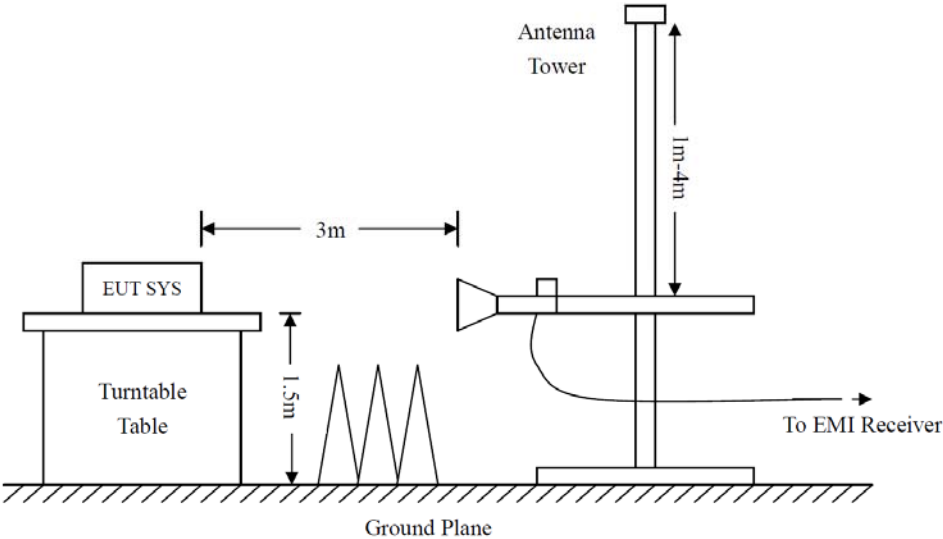 Antenna
Tower
1m-4m
3m
EUT SYS
Turntable
Table
1.5m
To EMI Receiver
Ground Plane